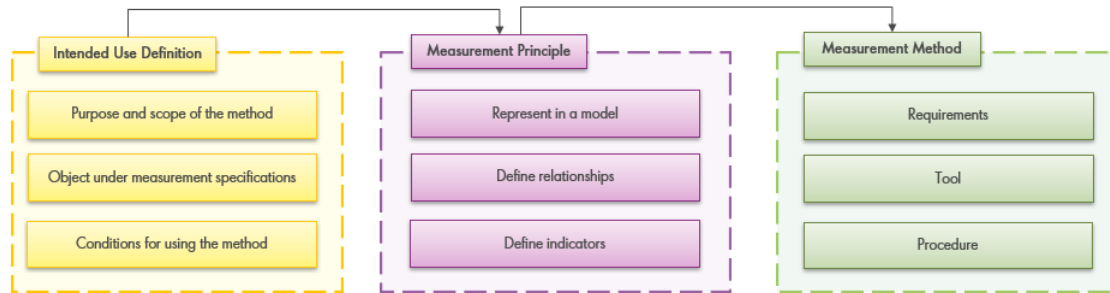 Intended Use Definition
Purpose and scope of the method
Object under measurement specifications
Conditions for using the method
Measurement Principle
Represent in a model
Define relationships
Define indicators
Measurement Method
Requirements
Tool
Procedure